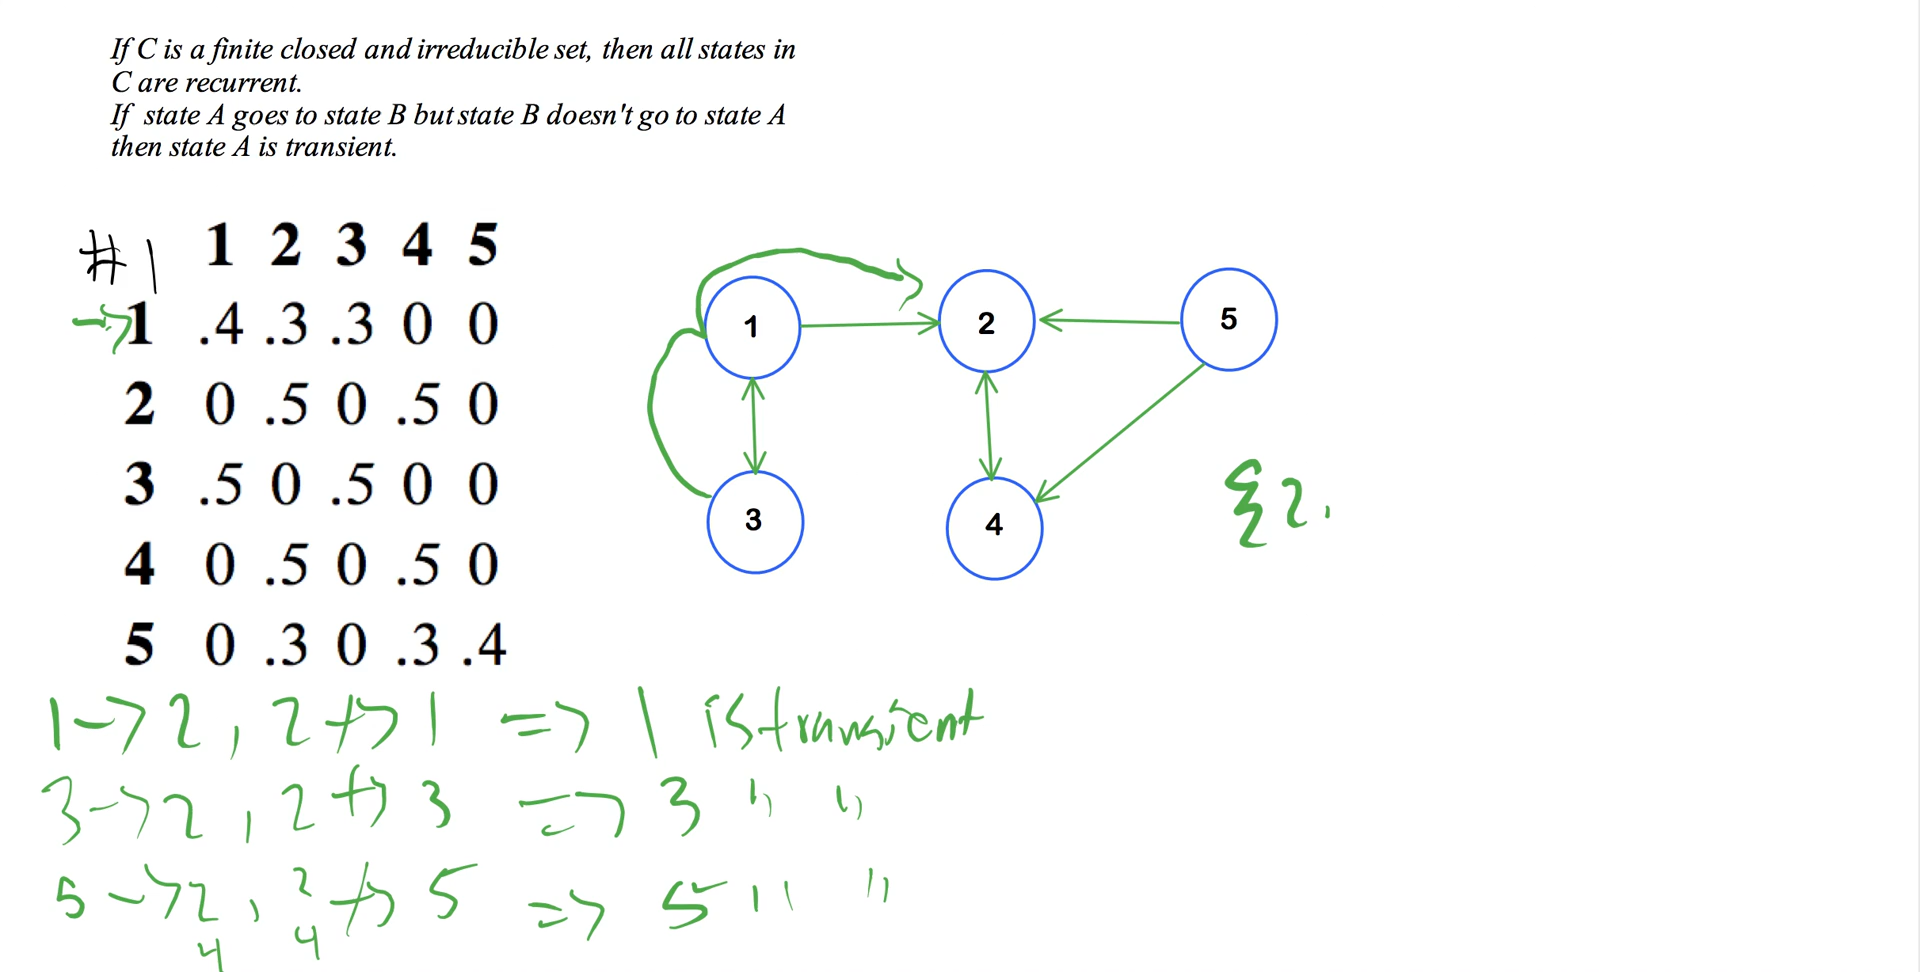 If C is a finite closed and irreducible set, then all states in
C are recurrent.
If state A goes to state B but state B doesn't go to state A
then state A is transient.
#1 1 2 3 4 5
→1 .4 .3 .3 0 0
2 0 .5 0 .5 0
3 .5 0 .5 0 0
4 0 .5 0 .5 0
5 0 .3 0 .3 .4
1 2 5
3 4
{2,
1→2, 2↛1 => 1 is transient
3→2, 2↛3 => 3 " "
5→2, 2↛5 => 5 " "
4 4